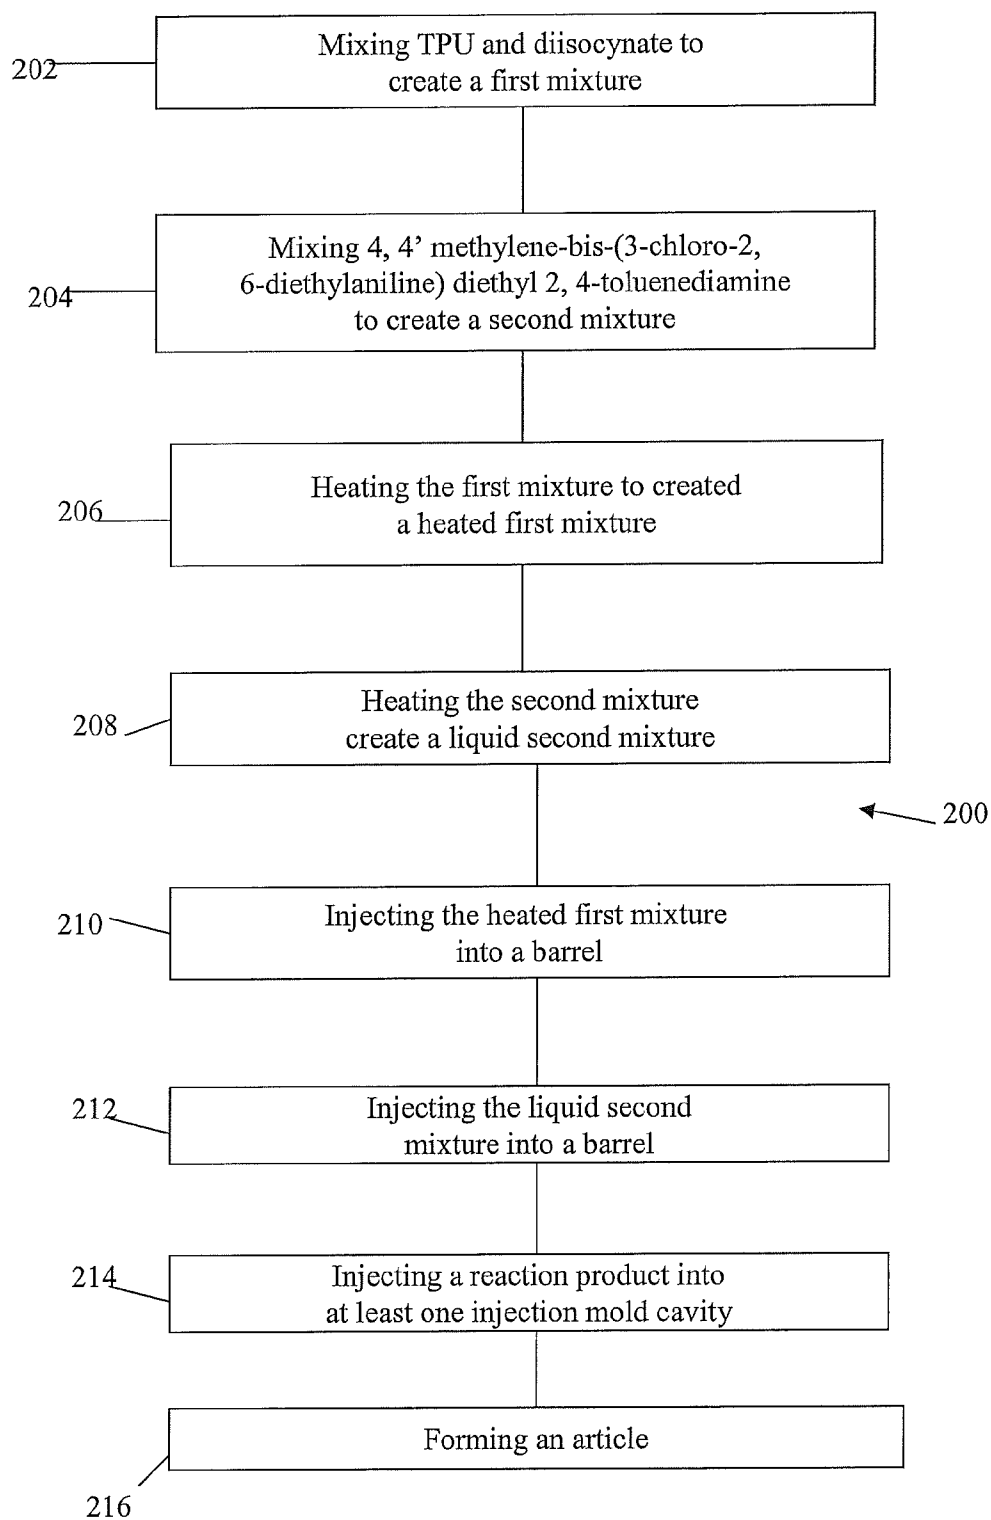 202
Mixing TPU and diisocynate to
create a first mixture
204
Mixing 4, 4’ methylene-bis-(3-chloro-2,
6-diethylaniline) diethyl 2, 4-toluenediamine
to create a second mixture
206
Heating the first mixture to created
a heated first mixture
208
Heating the second mixture
create a liquid second mixture
200
210
Injecting the heated first mixture
into a barrel
212
Injecting the liquid second
mixture into a barrel
214
Injecting a reaction product into
at least one injection mold cavity
Forming an article
216